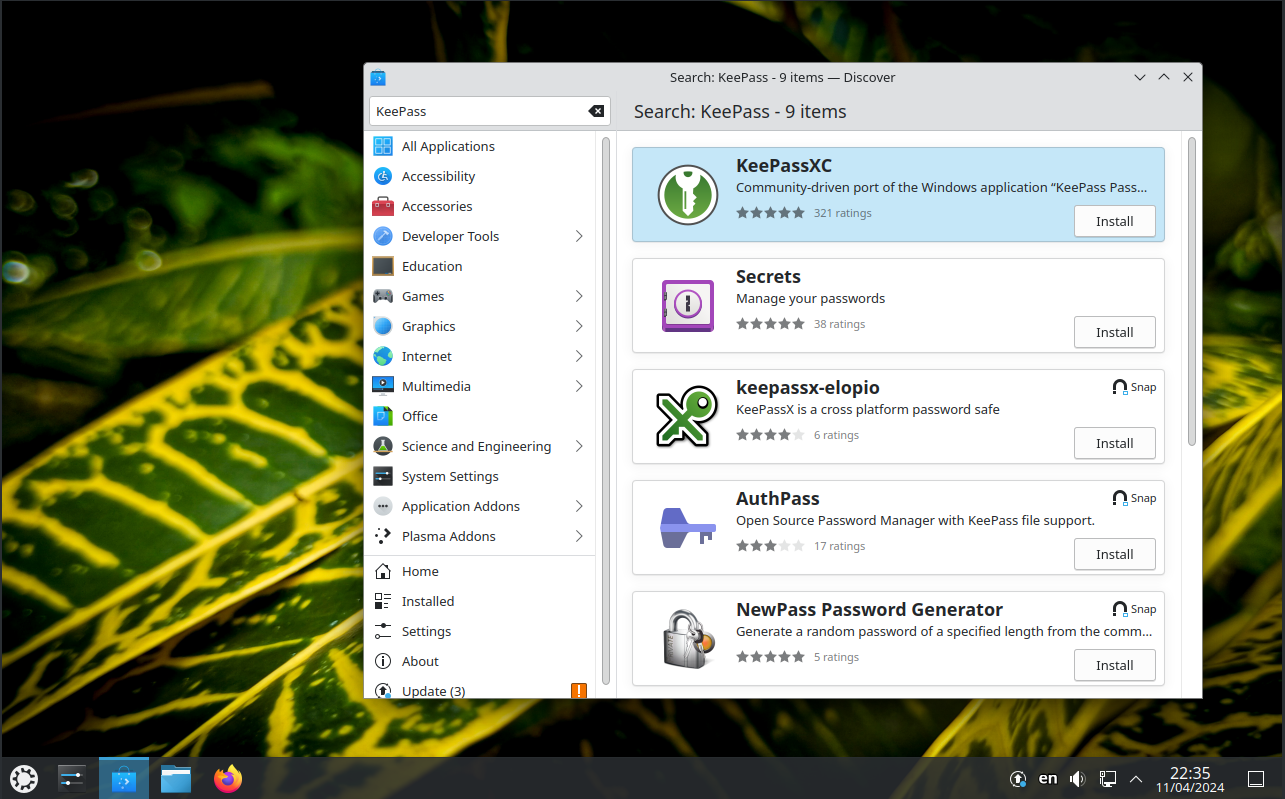 Search: KeePass - 9 items — Discover
KeePass
Search: KeePass - 9 items
All Applications
Accessibility
Accessories
Developer Tools
Education
Games
Graphics
Internet
Multimedia
Office
Science and Engineering
System Settings
Application Addons
Plasma Addons
Home
Installed
Settings
About
Update (3)
KeePassXC
Community-driven port of the Windows application “KeePass Pass...
321 ratings
Install
Secrets
Manage your passwords
38 ratings
Install
keepassx-elopio
Snap
KeePassX is a cross platform password safe
6 ratings
Install
AuthPass
Snap
Open Source Password Manager with KeePass file support.
17 ratings
Install
NewPass Password Generator
Snap
Generate a random password of a specified length from the comm...
5 ratings
Install
en
22:35
11/04/2024